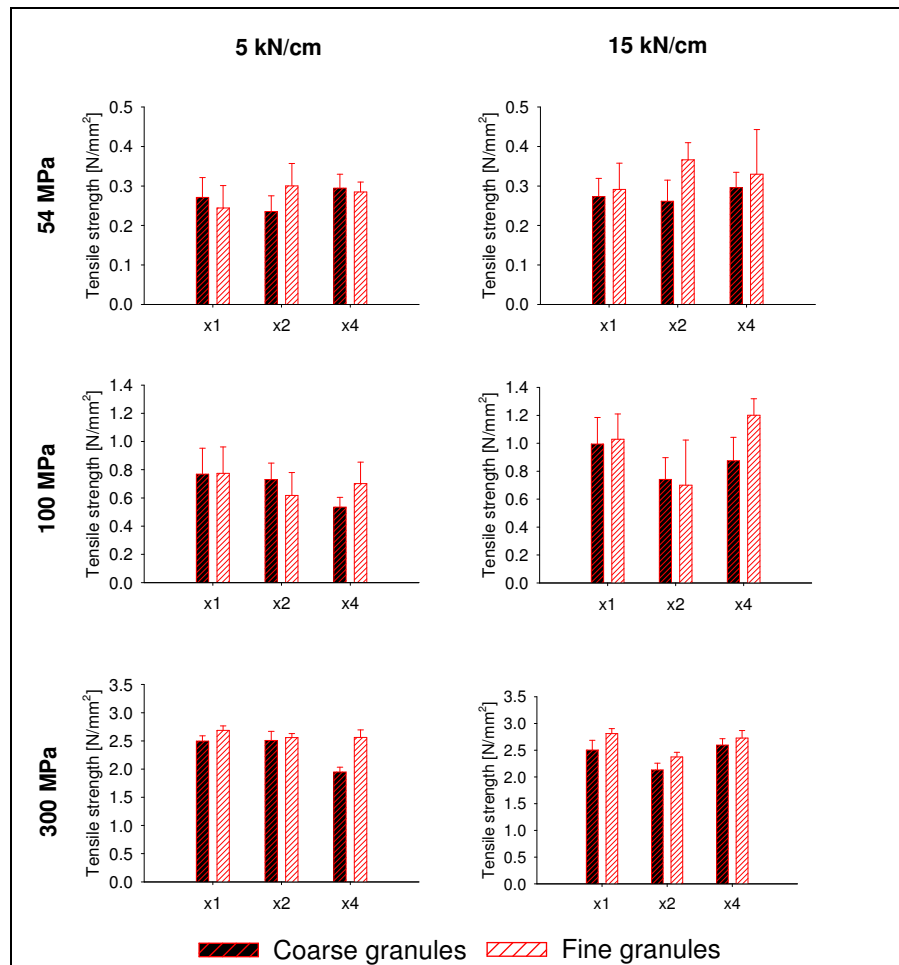 5 kN/cm 15 kN/cm
54 MPa
Tensile strength [N/mm²]
0.5
0.4
0.3
0.2
0.1
0.0
x1 x2 x4
Tensile strength [N/mm²]
0.5
0.4
0.3
0.2
0.1
0.0
x1 x2 x4
100 MPa
Tensile strength [N/mm²]
1.4
1.2
1.0
0.8
0.6
0.4
0.2
0.0
x1 x2 x4
Tensile strength [N/mm²]
1.4
1.2
1.0
0.8
0.6
0.4
0.2
0.0
x1 x2 x4
300 MPa
Tensile strength [N/mm²]
3.5
3.0
2.5
2.0
1.5
1.0
0.5
0.0
x1 x2 x4
Tensile strength [N/mm²]
3.5
3.0
2.5
2.0
1.5
1.0
0.5
0.0
x1 x2 x4
Coarse granules Fine granules